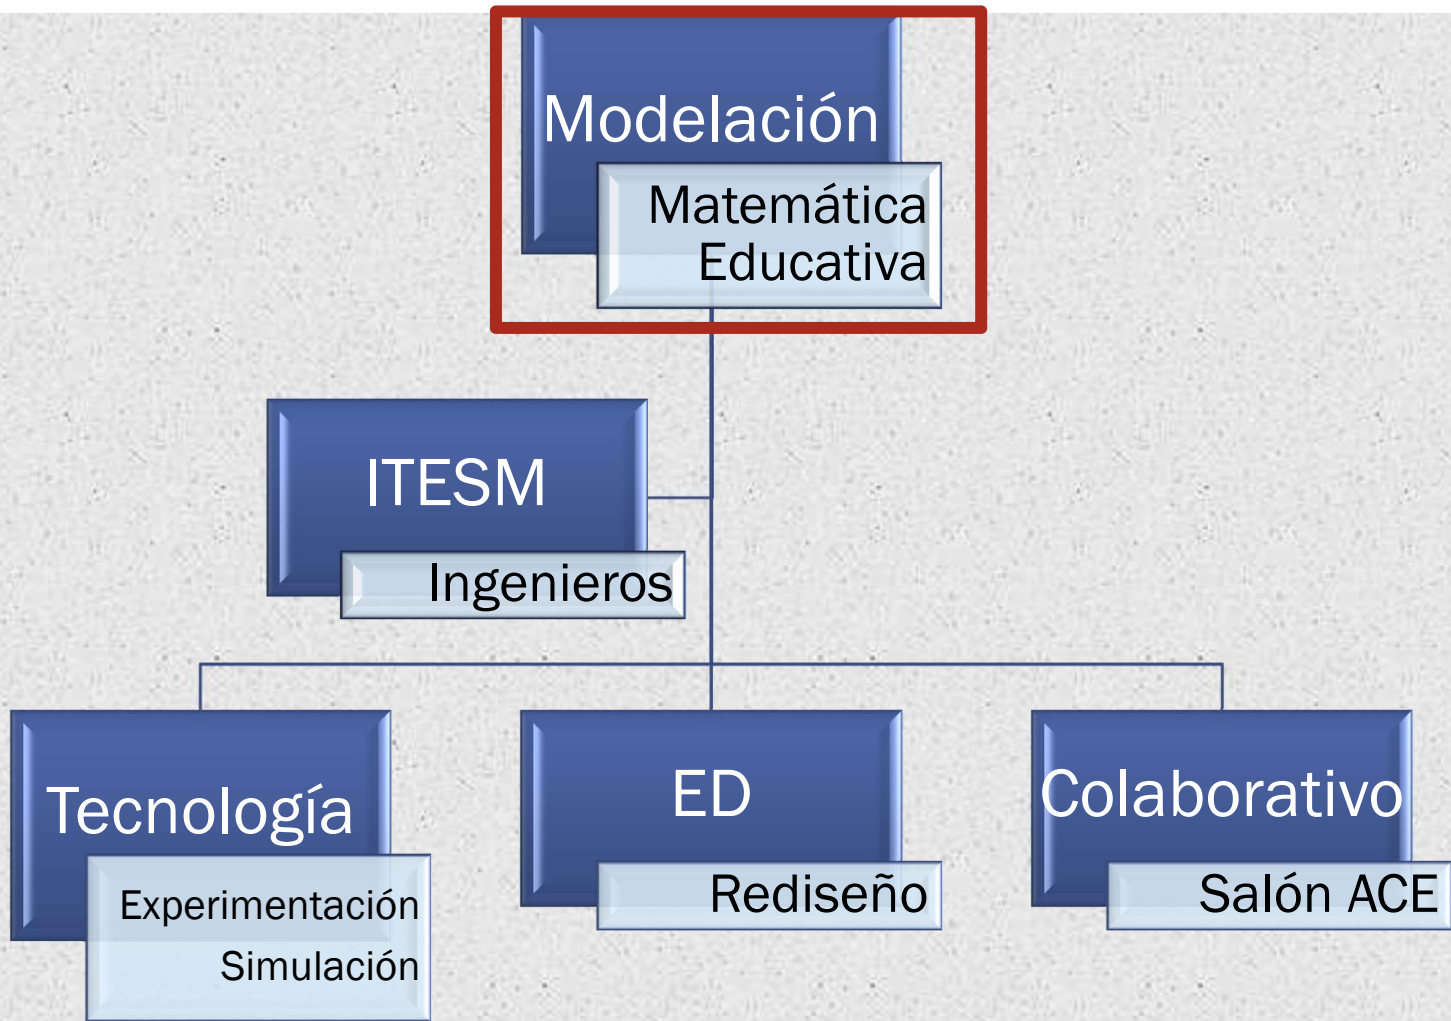 Modelación
Matemática
Educativa
ITESM
Ingenieros
Tecnología
Experimentación
Simulación
ED
Rediseño
Colaborativo
Salón ACE